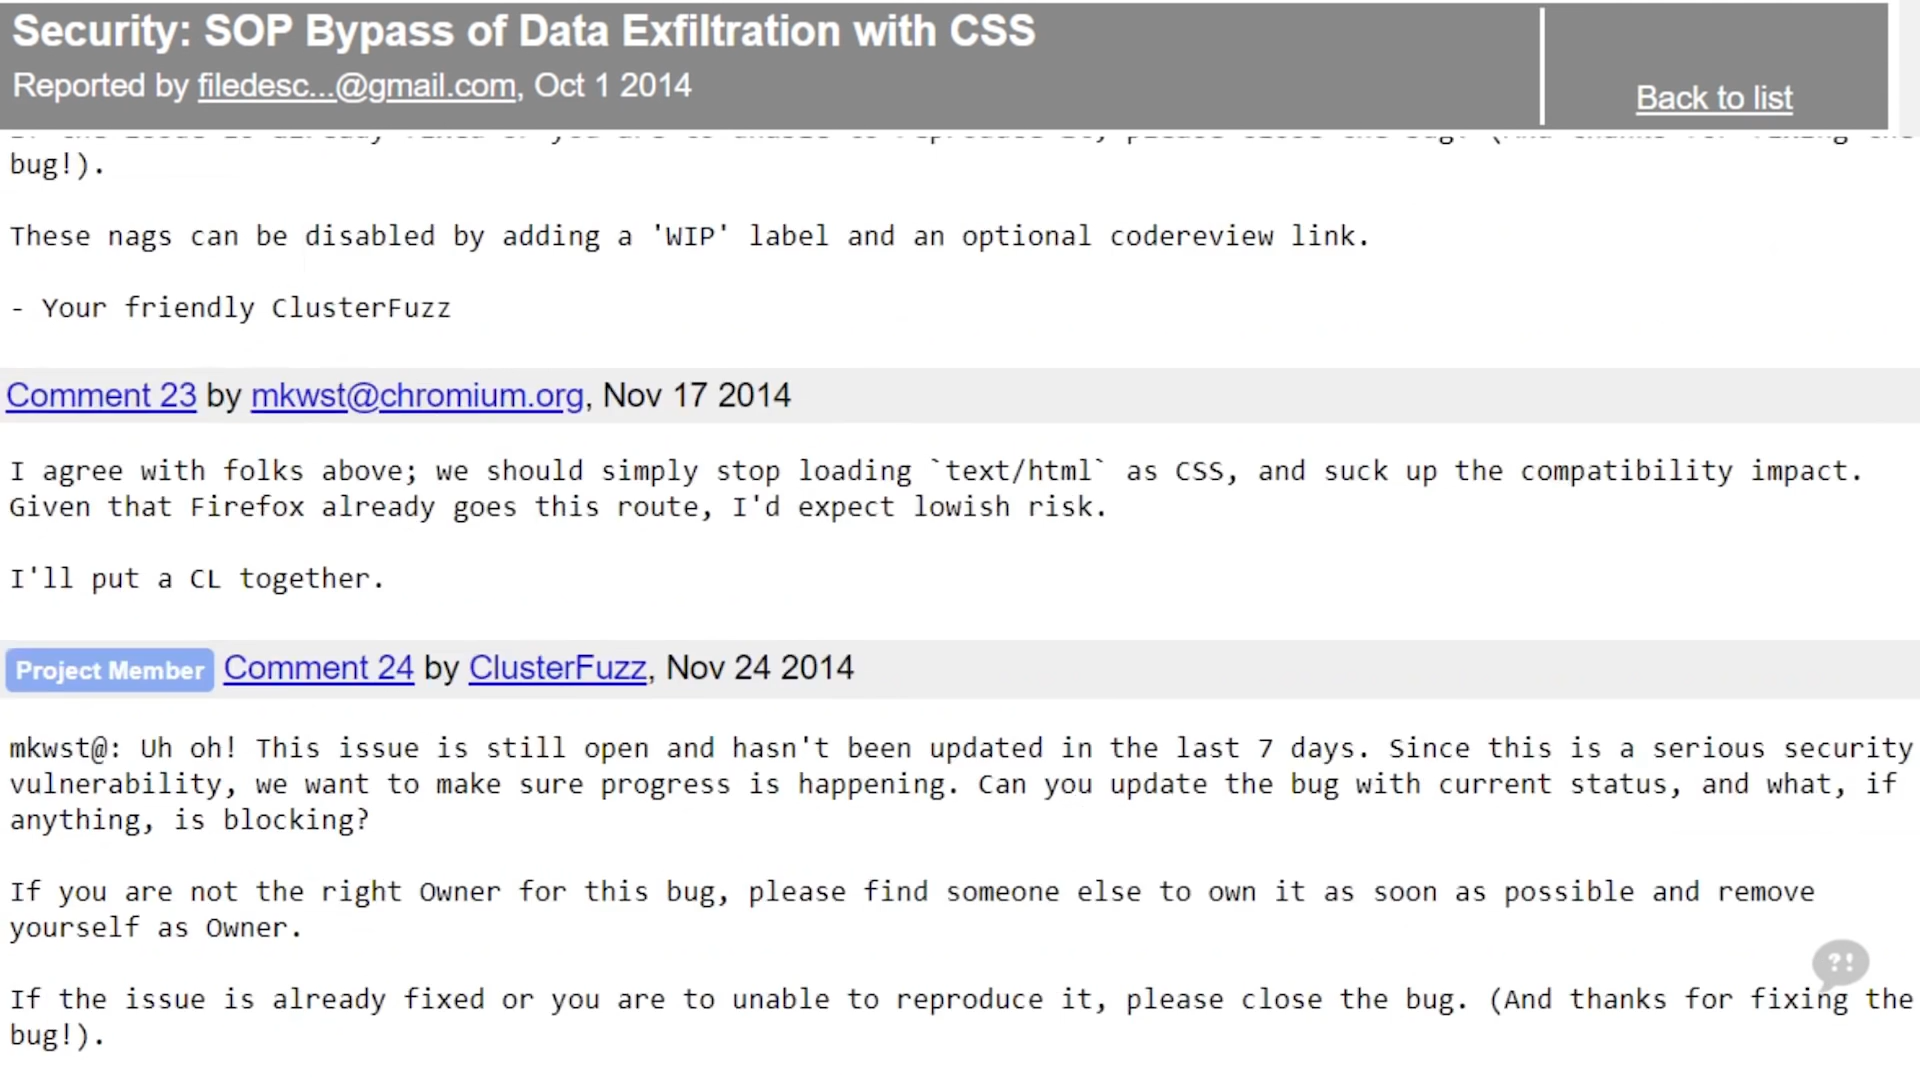 Security: SOP Bypass of Data Exfiltration with CSS
Reported by filedesc...@gmail.com, Oct 1 2014
Back to list
bug!).
These nags can be disabled by adding a 'WIP' label and an optional codereview link.
- Your friendly ClusterFuzz
Comment 23 by mkwst@chromium.org, Nov 17 2014
I agree with folks above; we should simply stop loading `text/html` as CSS, and suck up the compatibility impact.
Given that Firefox already goes this route, I'd expect lowish risk.
I'll put a CL together.
Project Member Comment 24 by ClusterFuzz, Nov 24 2014
mkwst@: Uh oh! This issue is still open and hasn't been updated in the last 7 days. Since this is a serious security
vulnerability, we want to make sure progress is happening. Can you update the bug with current status, and what, if
anything, is blocking?
If you are not the right Owner for this bug, please find someone else to own it as soon as possible and remove
yourself as Owner.
?!
If the issue is already fixed or you are to unable to reproduce it, please close the bug. (And thanks for fixing the
bug!).